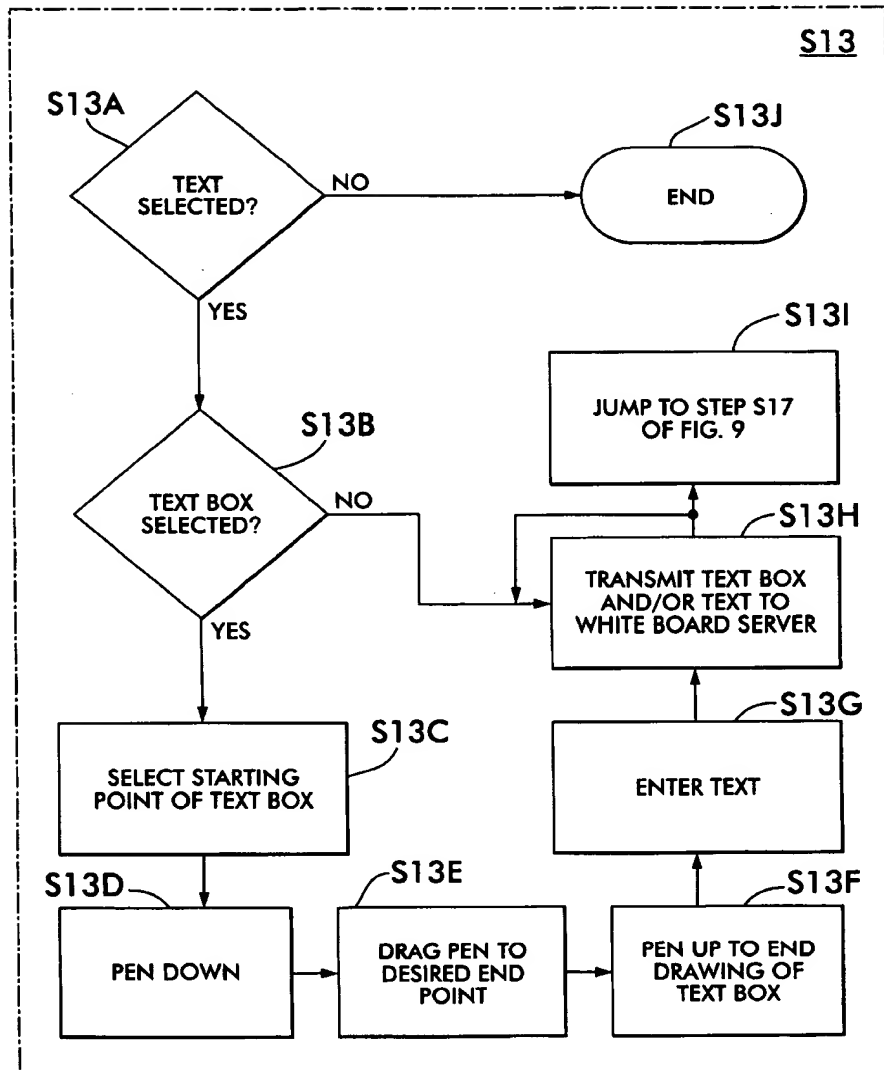 S13
S13A
TEXT
SELECTED?
NO
YES
S13J
END
S13B
TEXT BOX
SELECTED?
NO
YES
S13I
JUMP TO STEP S17
OF FIG. 9
S13H
TRANSMIT TEXT BOX
AND/OR TEXT TO
WHITE BOARD SERVER
S13C
SELECT STARTING
POINT OF TEXT BOX
S13G
ENTER TEXT
S13D
PEN DOWN
S13E
DRAG PEN TO
DESIRED END
POINT
S13F
PEN UP TO END
DRAWING OF
TEXT BOX